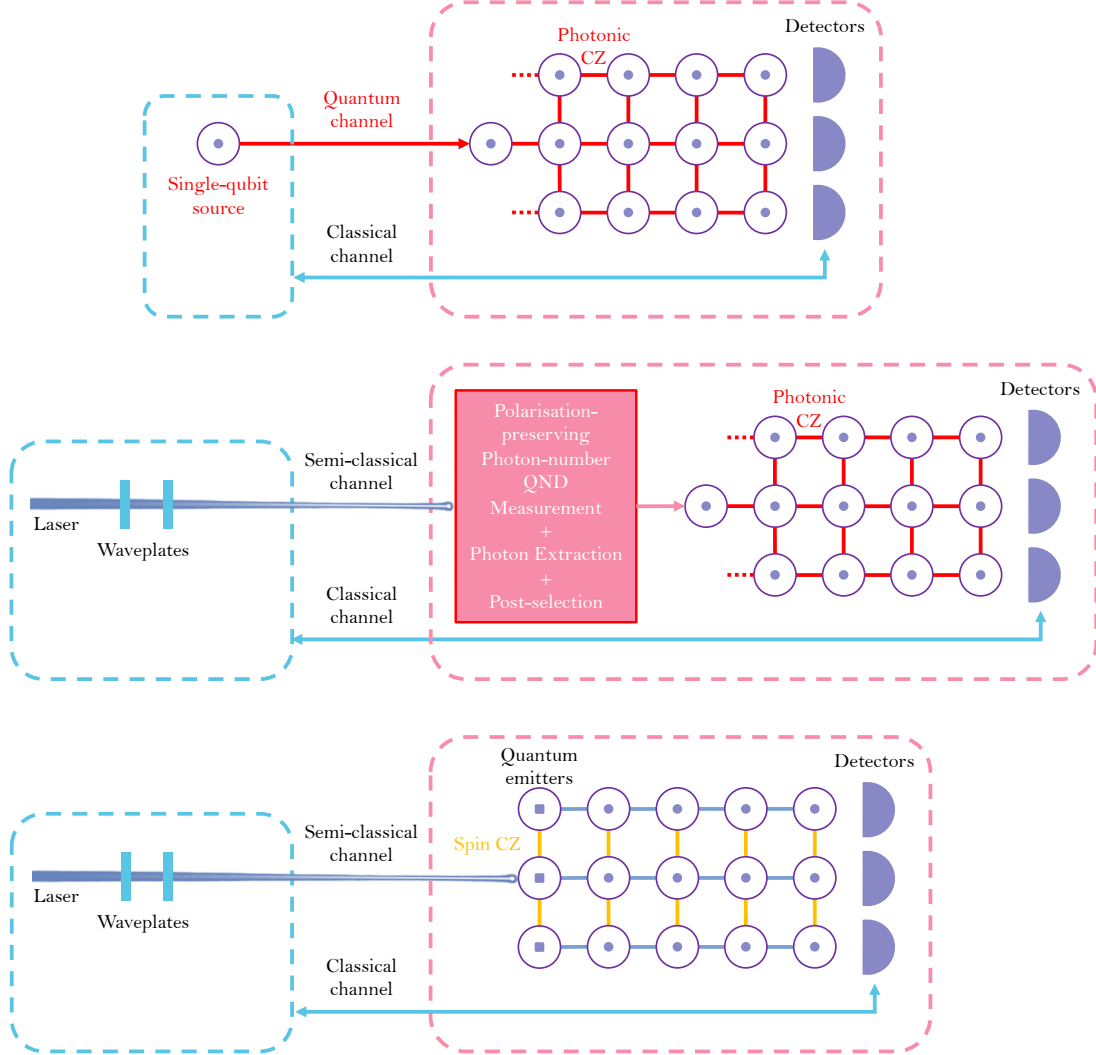 Detectors
Photonic
CZ
Quantum
channel
Single-qubit
source
Classical
channel
Detectors
Photonic
CZ
Polarisation-
preserving
Photon-number
QND
Measurement
+
Photon Extraction
+
Post-selection
Semi-classical
channel
Laser
Waveplates
Classical
channel
Quantum
emitters
Detectors
Semi-classical
channel
Spin CZ
Laser
Waveplates
Classical
channel